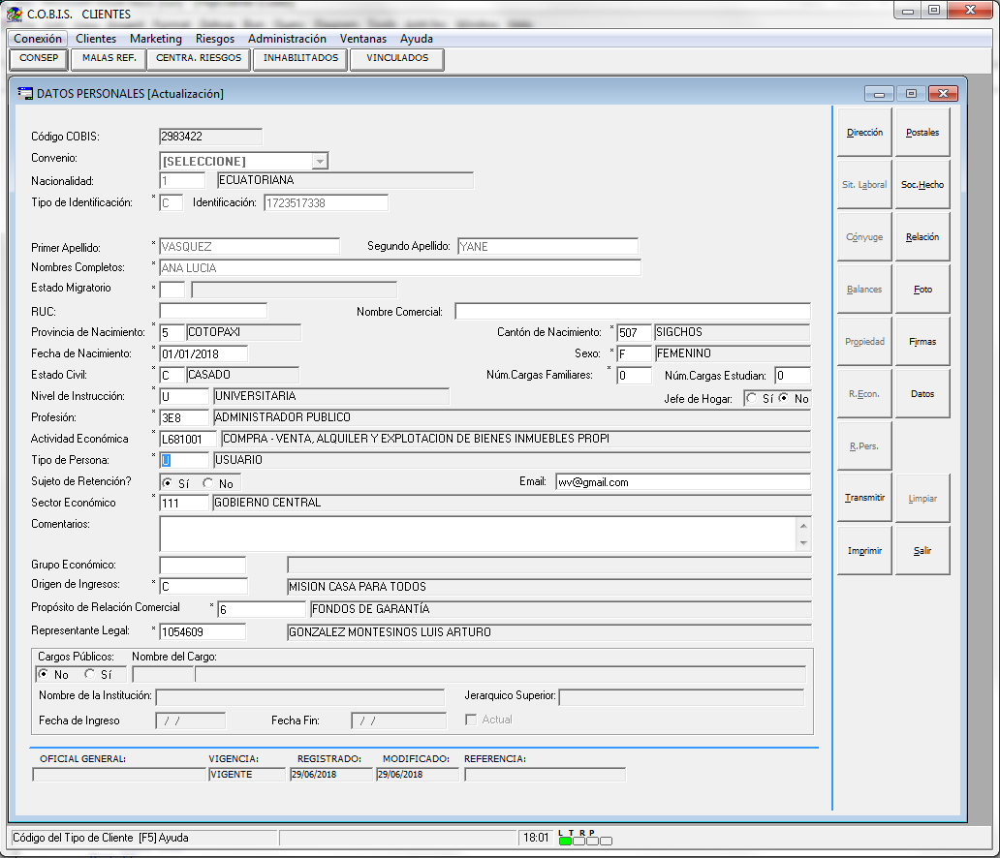 C.O.B.I.S.   CLIENTES
Conexión Clientes Marketing Riesgos Administración Ventanas Ayuda
CONSEP MALAS REF. CENTRA. RIESGOS INHABILITADOS VINCULADOS
DATOS PERSONALES [Actualización]
Código COBIS: 2983422
Convenio: [SELECCIONE]
Nacionalidad: 1 ECUATORIANA
Tipo de Identificación: * C Identificación: 1723517338
Primer Apellido: * VASQUEZ Segundo Apellido: YANE
Nombres Completos: * ANA LUCIA
Estado Migratorio *
RUC: Nombre Comercial:
Provincia de Nacimiento: * 5 COTOPAXI Cantón de Nacimiento: * 507 SIGCHOS
Fecha de Nacimiento: * 01/01/2018 Sexo: * F FEMENINO
Estado Civil: * C CASADO Núm.Cargas Familiares: * 0 Núm.Cargas Estudian: 0
Nivel de Instrucción: * U UNIVERSITARIA Jefe de Hogar: Sí No
Profesión: * 3E8 ADMINISTRADOR PUBLICO
Actividad Económica * L681001 COMPRA - VENTA, ALQUILER Y EXPLOTACION DE BIENES INMUEBLES PROPI
Tipo de Persona: * U USUARIO
Sujeto de Retención? * Sí No Email: wv@gmail.com
Sector Económico * 111 GOBIERNO CENTRAL
Comentarios:
Grupo Económico:
Origen de Ingresos: * C MISION CASA PARA TODOS
Propósito de Relación Comercial * 6 FONDOS DE GARANTÍA
Representante Legal: * 1054609 GONZALEZ MONTESINOS LUIS ARTURO
Cargos Públicos: Nombre del Cargo:
No Sí
Nombre de la Institución: Jerarquico Superior:
Fecha de Ingreso / / Fecha Fin: / / Actual
OFICIAL GENERAL: VIGENCIA: REGISTRADO: MODIFICADO: REFERENCIA:
VIGENTE 29/06/2018 29/06/2018
Dirección Postales
Sit. Laboral Soc.Hecho
Cónyuge Relación
Balances Foto
Propiedad Firmas
R.Econ. Datos
R.Pers.
Transmitir Limpiar
Imprimir Salir
Código del Tipo de Cliente [F5] Ayuda 18:01 L T R P